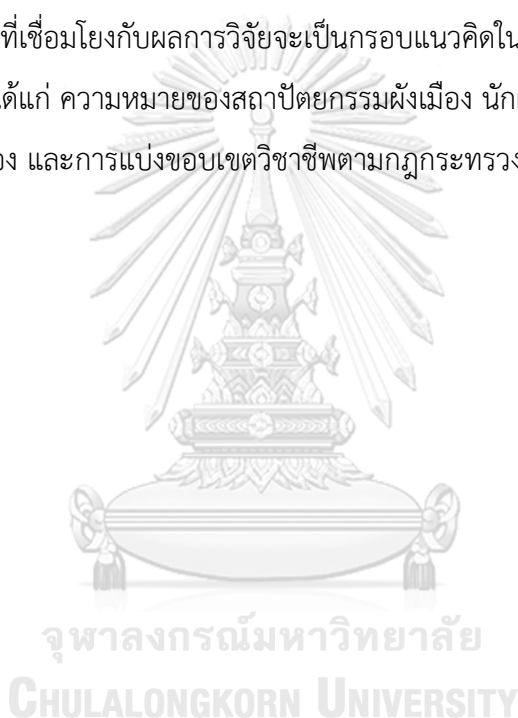 ที่เชื่อมโยงกับผลการวิจัยจะเป็นกรอบแนวคิดใน
ได้แก่ ความหมายของสถาปัตยกรรมผังเมือง
และการแบ่งขอบเขตวิชาชีพตามกฎกระทรวง
จุฬาลงกรณ์มหาวิทยาลัย
CHULALONGKORN UNIVERSITY